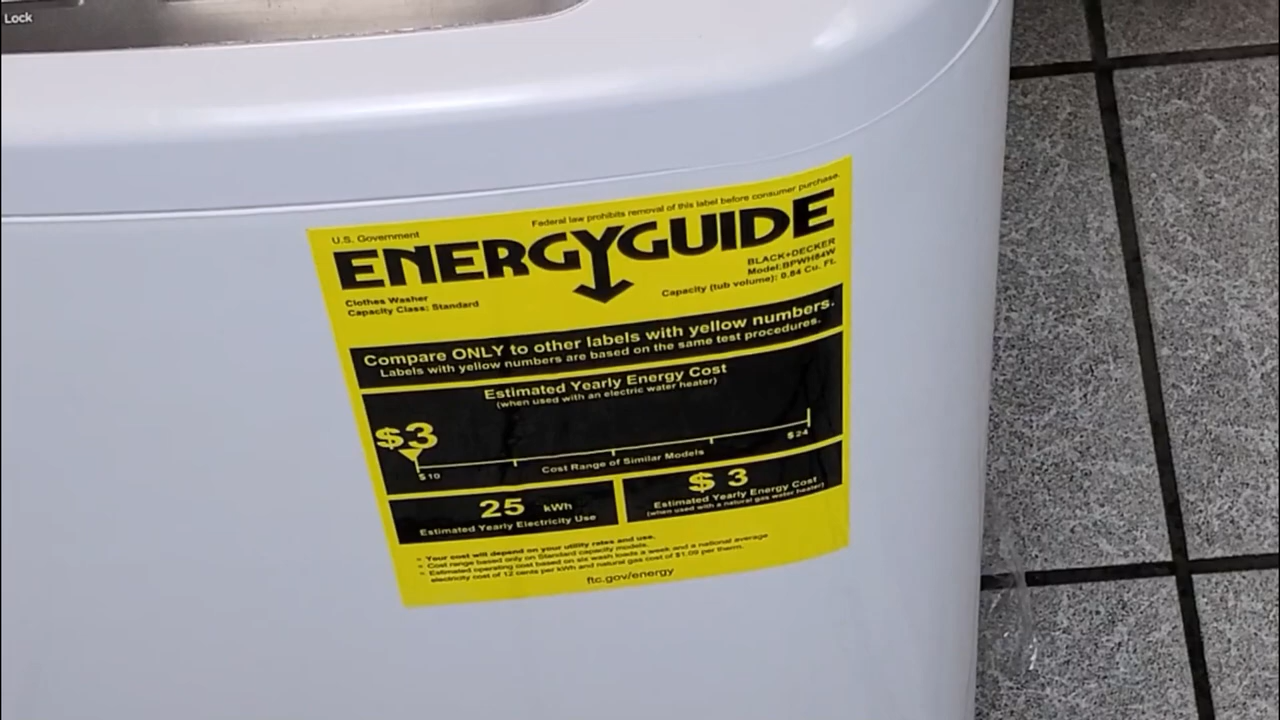 Lock
Federal law prohibits removal of this label before consumer purchase.
U.S. Government
ENERGYGUIDE
Clothes Washer
Capacity Class: Standard
BLACK+DECKER
Model:BPWH84W
Capacity (tub volume): 0.84 Cu. Ft.
Compare ONLY to other labels with yellow numbers.
Labels with yellow numbers are based on the same test procedures.
Estimated Yearly Energy Cost
(when used with an electric water heater)
$3
$10
$24
Cost Range of Similar Models
25 kWh
Estimated Yearly Electricity Use
$ 3
Estimated Yearly Energy Cost
(when used with a natural gas water heater)
Your cost will depend on your utility rates and use.
Cost range based only on Standard capacity models.
Estimated operating cost based on six wash loads a week and a national average
electricity cost of 12 cents per kWh and natural gas cost of $1.09 per therm.
ftc.gov/energy